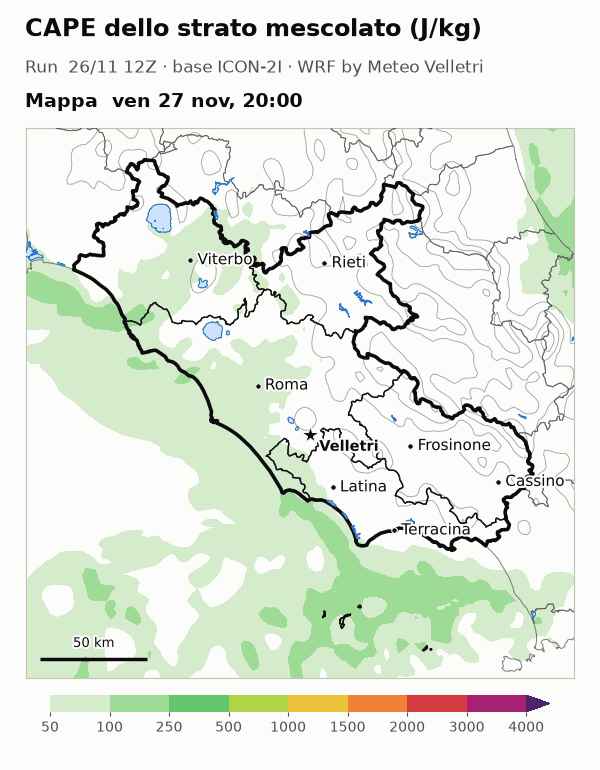 CAPE dello strato mescolato (J/kg)
Run  26/11 12Z · base ICON-2I · WRF by Meteo Velletri
Mappa  ven 27 nov, 20:00
Viterbo
Rieti
Roma
Velletri
Frosinone
Cassino
Latina
Terracina
50 km
50 100 250 500 1000 1500 2000 3000 4000